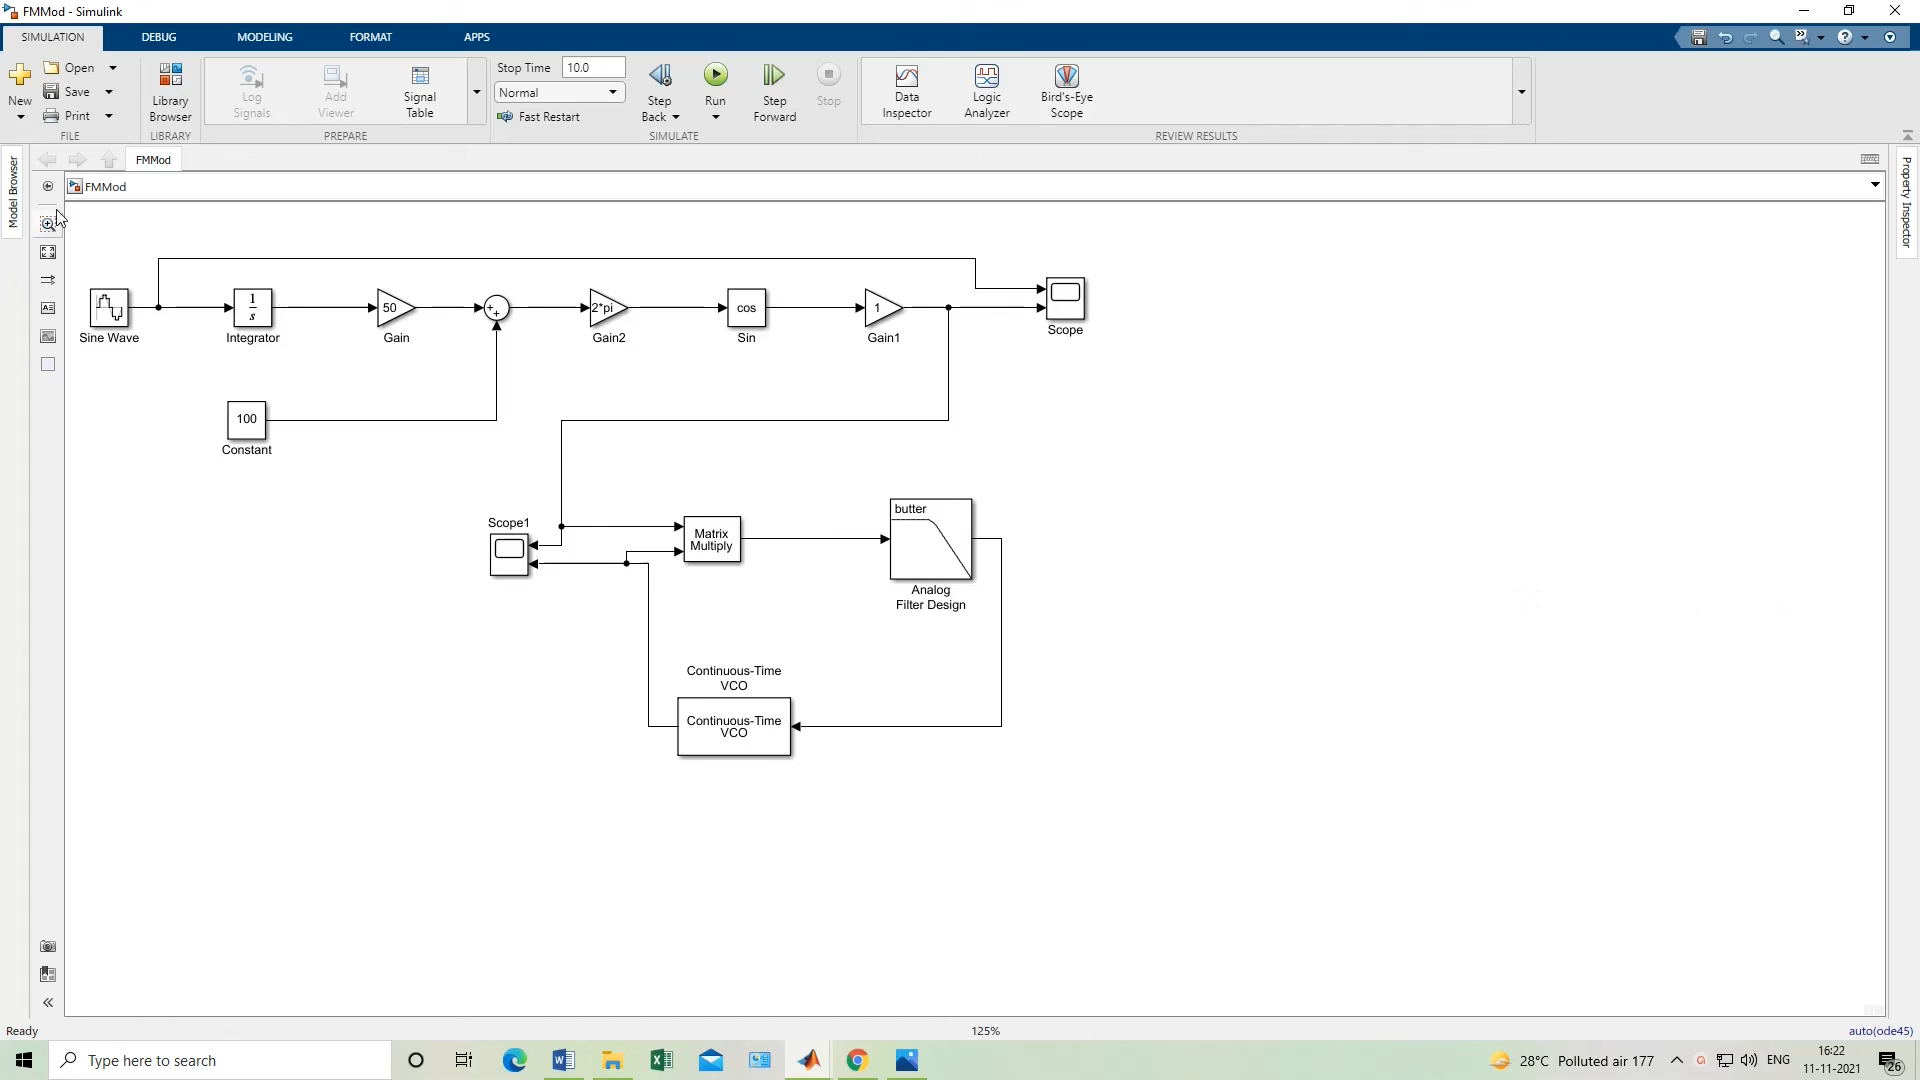 FMMod - Simulink
SIMULATION
DEBUG
MODELING
FORMAT
APPS
New
Open
Save
Print
FILE
Library
Browser
LIBRARY
Log
Signals
Add
Viewer
Signal
Table
PREPARE
Stop Time 10.0
Normal
Fast Restart
Step
Back
Run
Step
Forward
Stop
SIMULATE
Data
Inspector
Logic
Analyzer
Bird's-Eye
Scope
REVIEW RESULTS
Model Browser
FMMod
FMMod
Property Inspector
Sine Wave
1
s
Integrator
50
Gain
2*pi
Gain2
cos
Sin
1
Gain1
Scope
100
Constant
Scope1
Matrix
Multiply
butter
Analog
Filter Design
Continuous-Time
VCO
Continuous-Time
VCO
Ready
125%
auto(ode45)
Type here to search
28°C Polluted air 177
ENG
16:22
11-11-2021
26